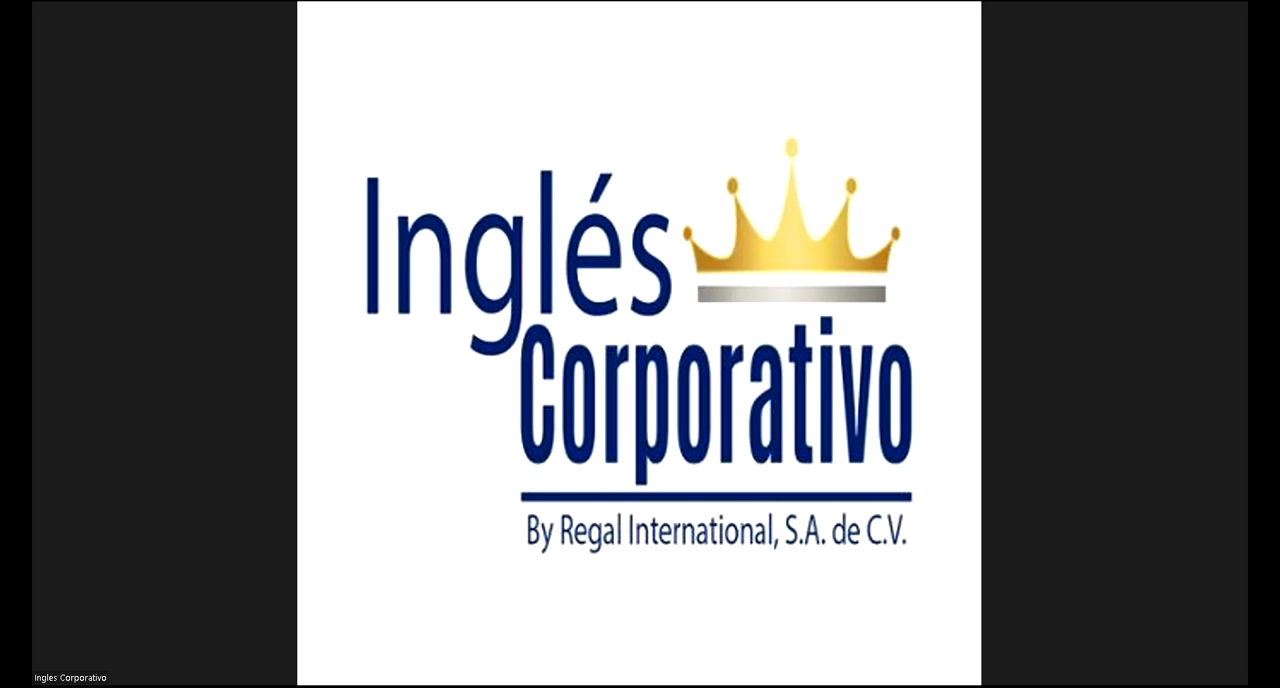 Inglés
Corporativo
By Regal International, S.A. de C.V.
Ingles Corporativo